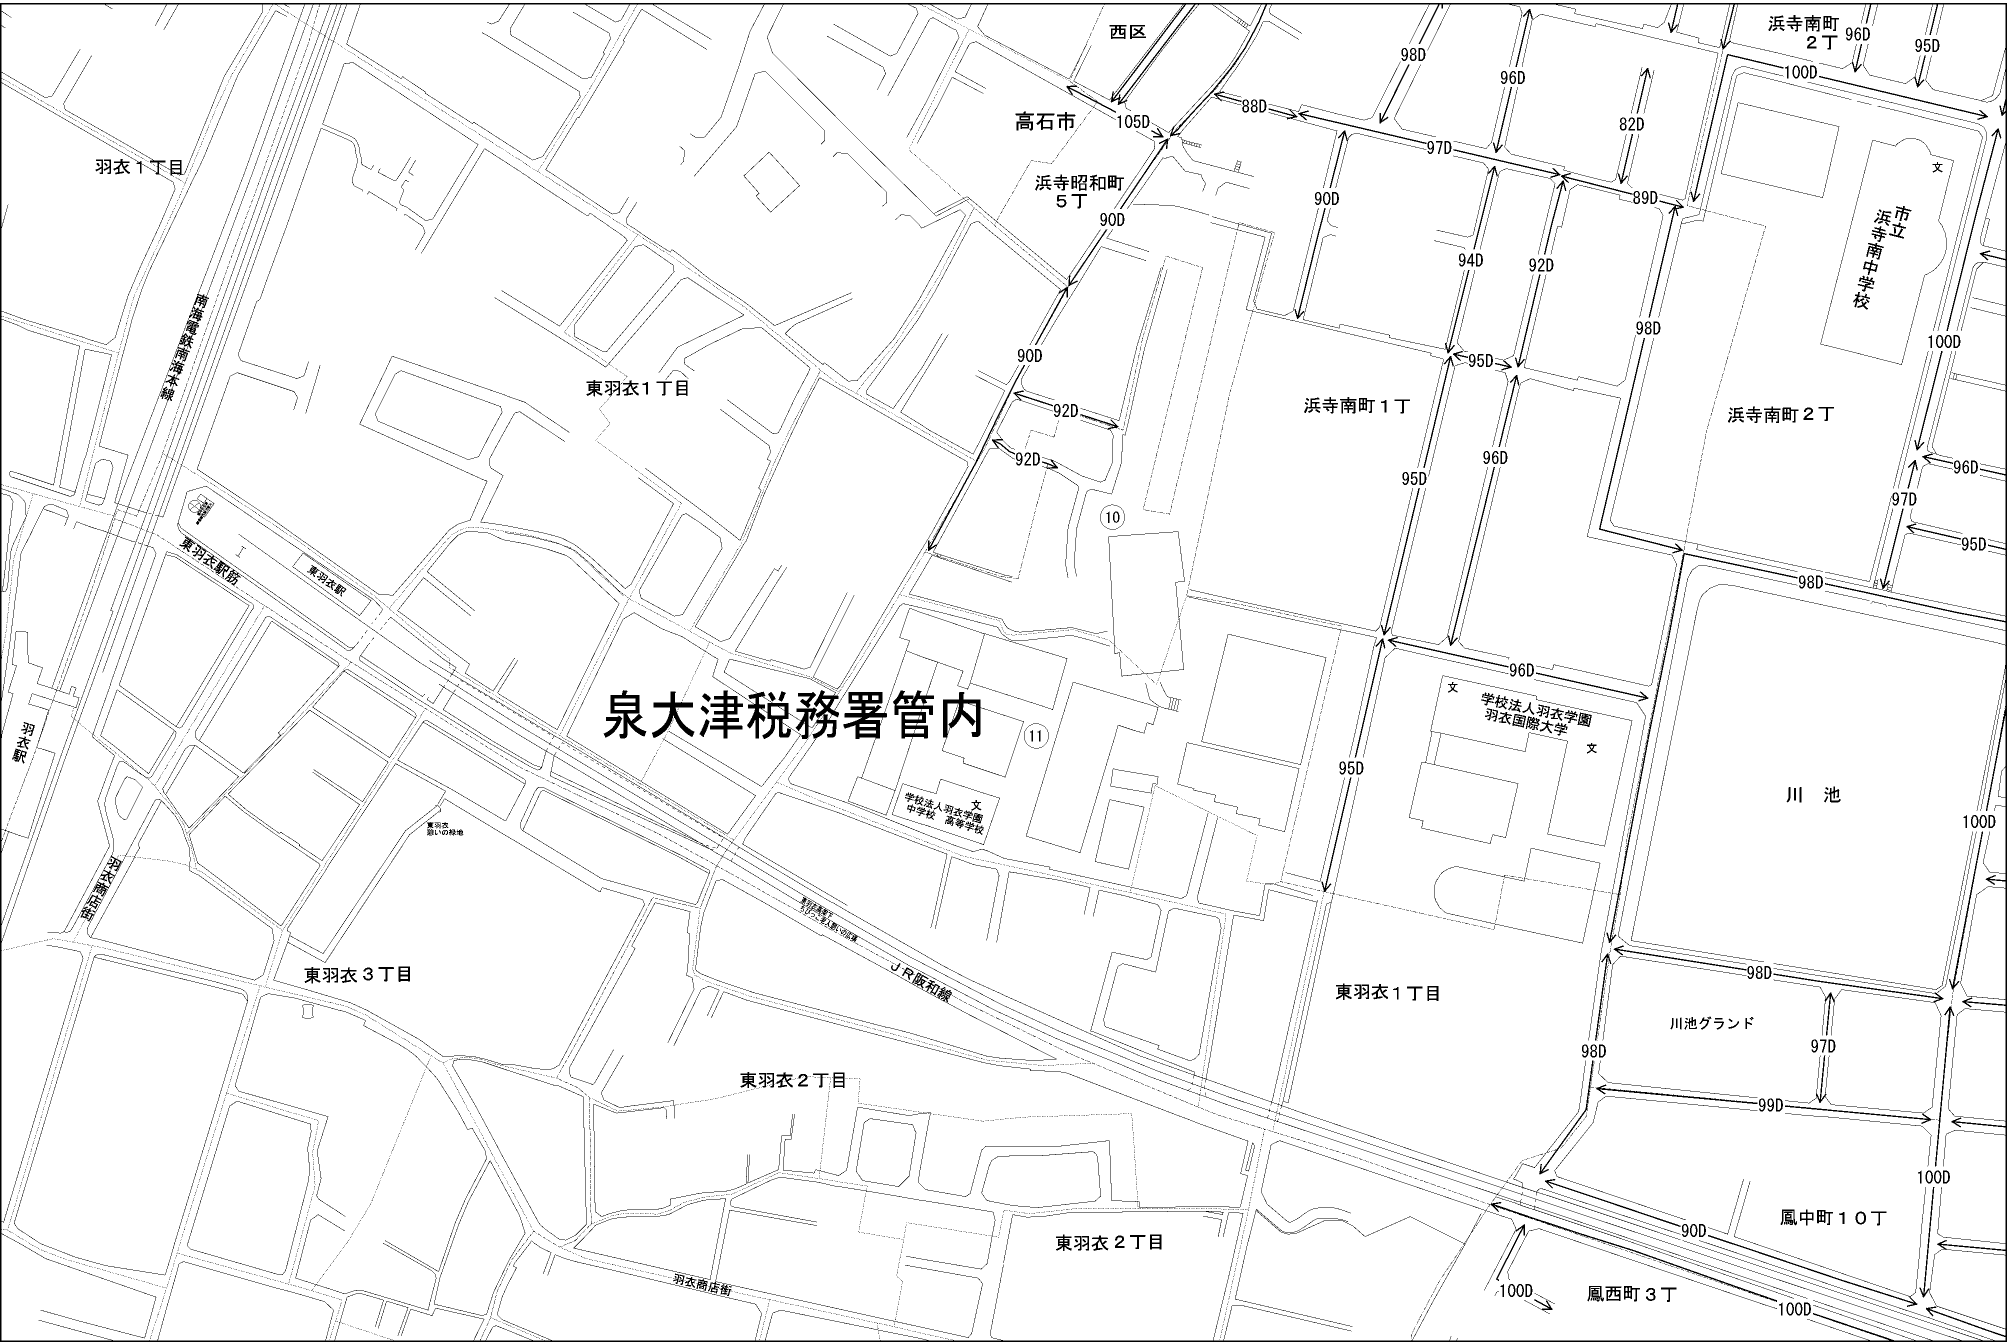 西区
98D
浜寺南町
2丁
96D
95D
96D
100D
88D
105D
高石市
82D
97D
羽衣1丁目
文
浜寺昭和町
5丁
90D
89D
90D
市立
浜寺南中学校
94D
92D
南海電鉄南海本線
98D
100D
90D
95D
東羽衣1丁目
92D
浜寺南町1丁
浜寺南町2丁
92D
96D
96D
95D
97D
10
95D
東羽衣駅筋
東羽衣駅
98D
96D
文
学校法人羽衣学園
羽衣国際大学
文
泉大津税務署管内
11
羽衣駅
95D
川 池
文
学校法人羽衣学園
中学校 高等学校
東羽衣
憩いの緑地
100D
羽衣商店街
東羽衣3丁目
JR阪和線
98D
東羽衣1丁目
川池グランド
97D
98D
東羽衣2丁目
99D
100D
鳳中町10丁
90D
東羽衣2丁目
羽衣商店街
100D
鳳西町3丁
100D